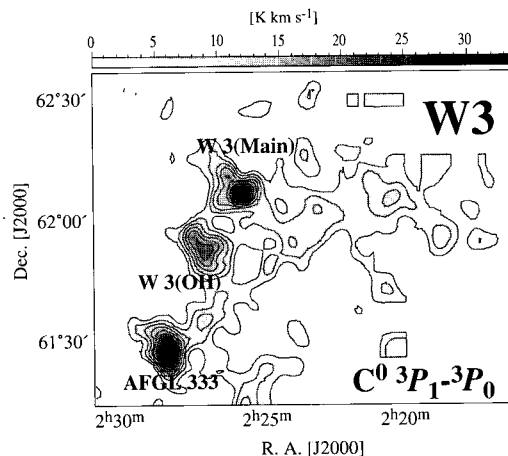 [K km s⁻¹]
0 5 10 15 20 25 30
W3
62°30´
W 3(Main)
62°00´
Dec. [J2000]
W 3(OH)
61°30´
AFGL 333
C⁰ ³P₁-³P₀
2ʰ30ᵐ 2ʰ25ᵐ 2ʰ20ᵐ
R. A. [J2000]